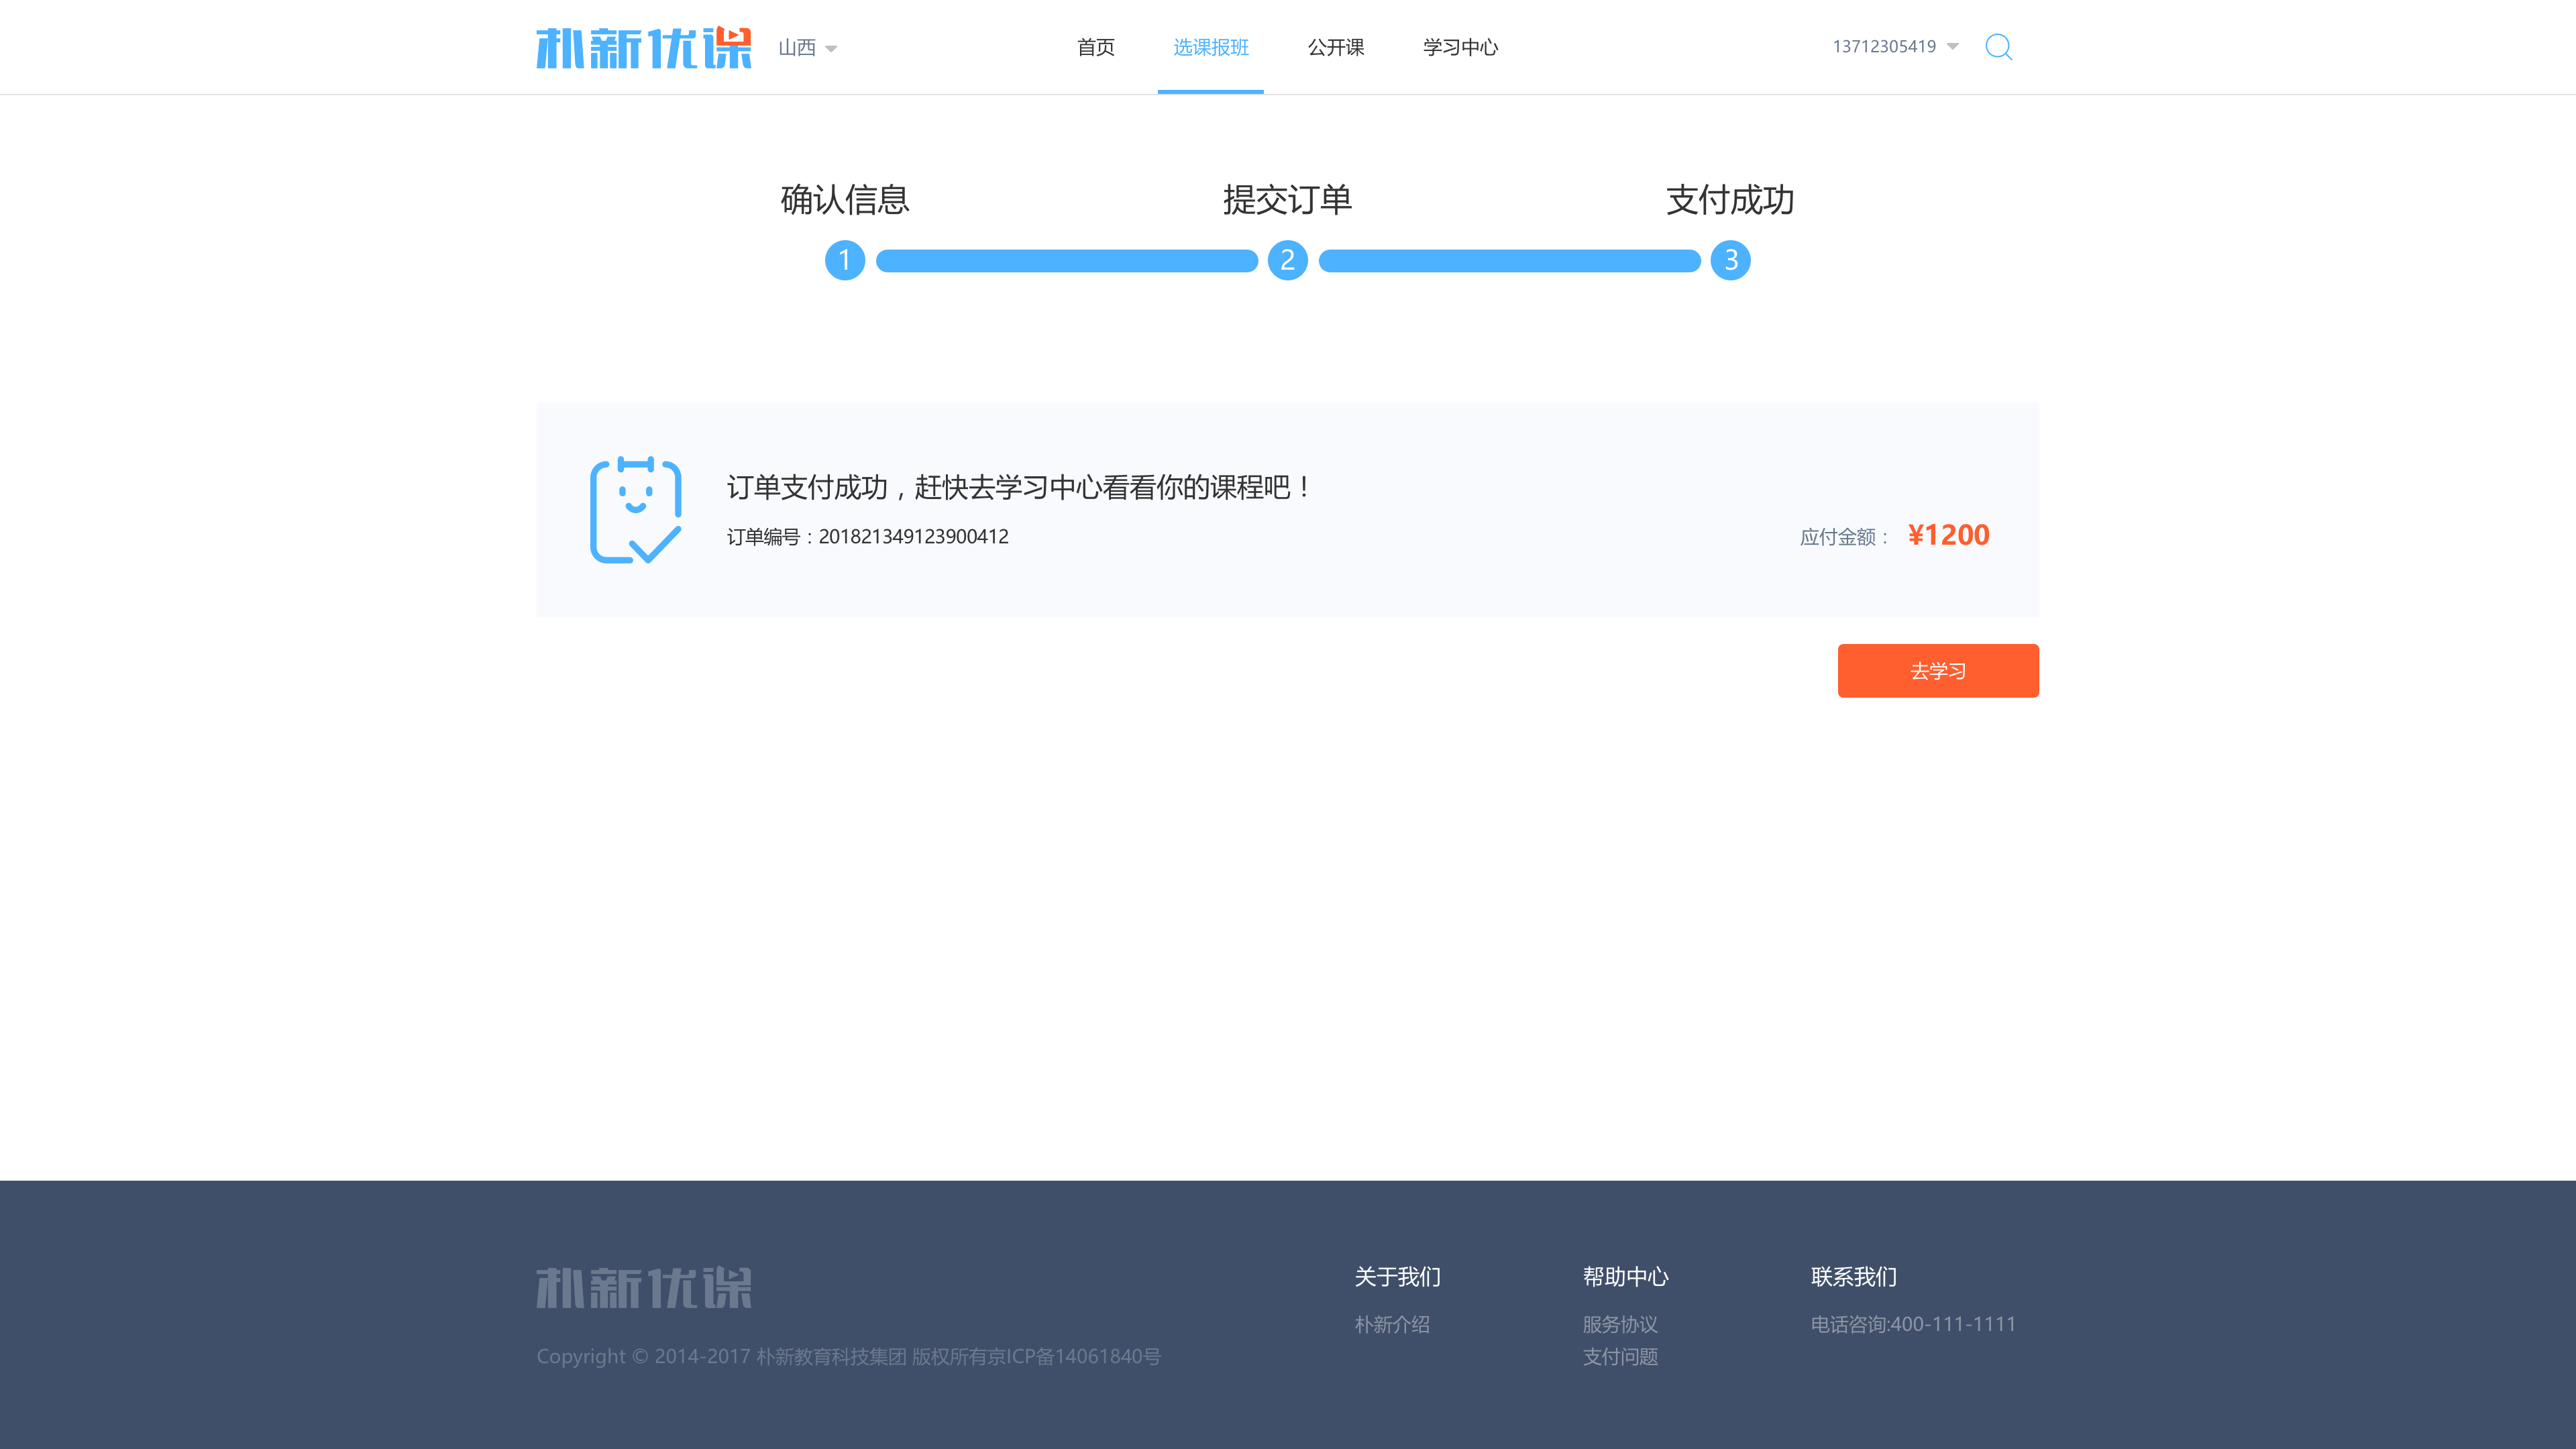 朴新优课
山西
首页 选课报班 公开课 学习中心
13712305419
确认信息 提交订单 支付成功
1 2 3
订单支付成功，赶快去学习中心看看你的课程吧！
订单编号：201821349123900412
应付金额： ¥1200
去学习
朴新优课
Copyright © 2014-2017 朴新教育科技集团 版权所有京ICP备14061840号
关于我们
朴新介绍
帮助中心
服务协议
支付问题
联系我们
电话咨询:400-111-1111